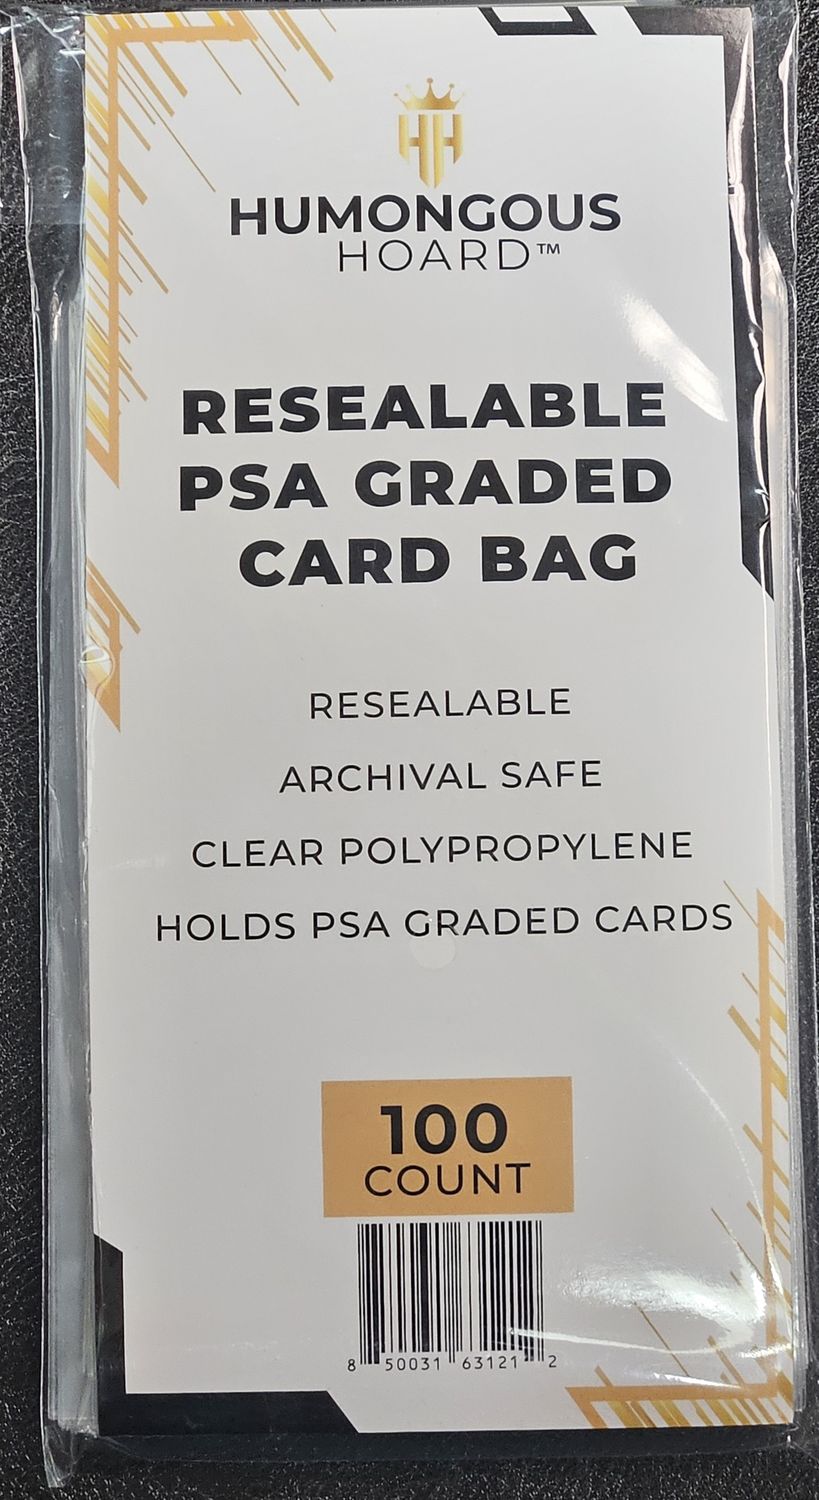 HH
HUMONGOUS
HOARD™
RESEALABLE
PSA GRADED
CARD BAG
RESEALABLE
ARCHIVAL SAFE
CLEAR POLYPROPYLENE
HOLDS PSA GRADED CARDS
100
COUNT
8 50031 63121 2